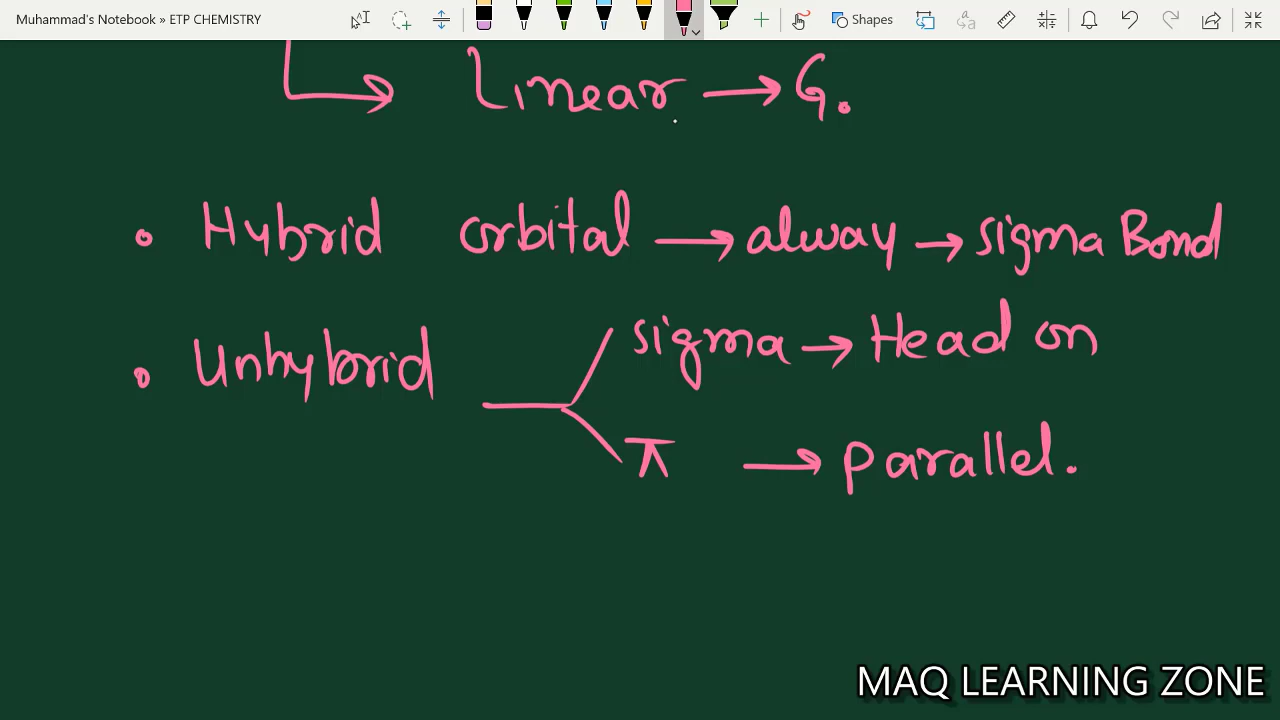 Muhammad's Notebook » ETP CHEMISTRY Shapes
Linear → G.
• Hybrid orbital → alway → sigma Bond
sigma → Head on
• Unhybrid
π → parallel.
MAQ LEARNING ZONE